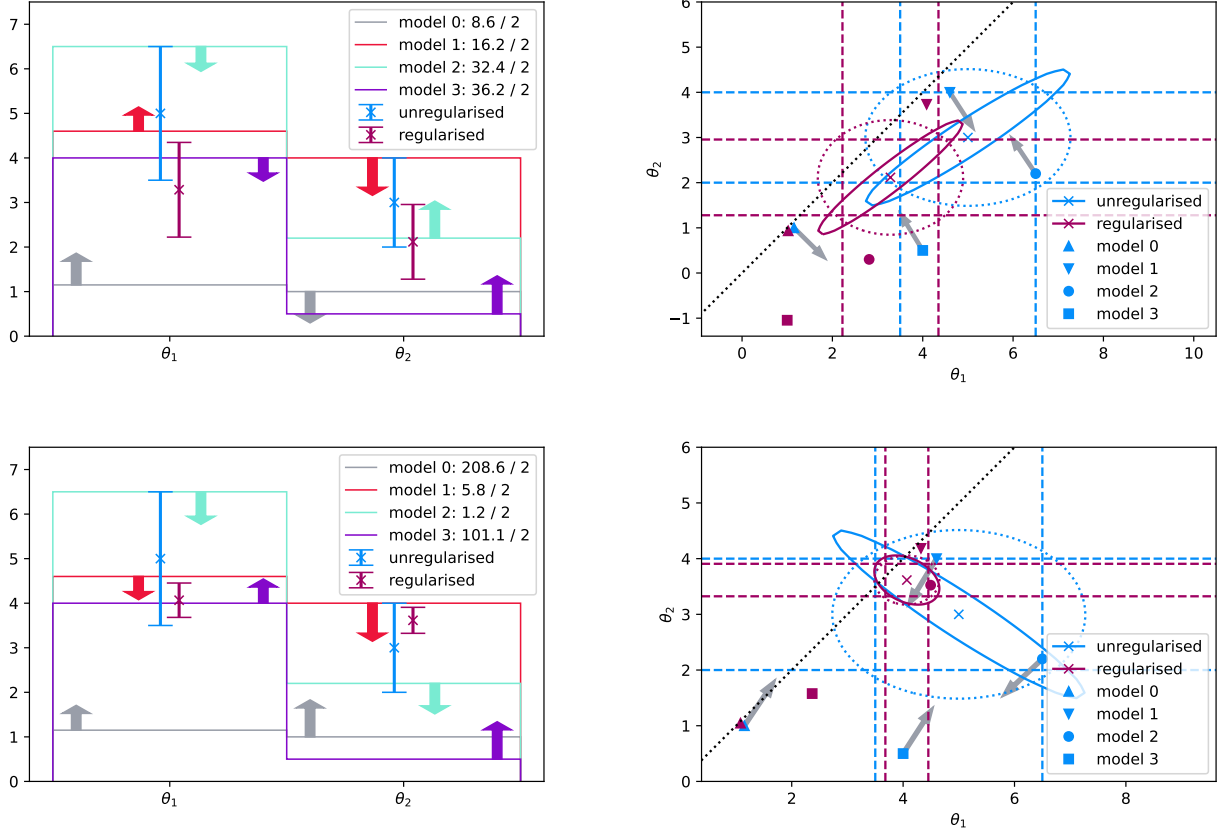 7
6
5
4
3
2
1
0
model 0: 8.6 / 2
model 1: 16.2 / 2
model 2: 32.4 / 2
model 3: 36.2 / 2
unregularised
regularised
θ1
θ2
6
5
4
3
2
1
0
−1
θ2
unregularised
regularised
model 0
model 1
model 2
model 3
0
2
4
6
8
10
θ1
7
6
5
4
3
2
1
0
model 0: 208.6 / 2
model 1: 5.8 / 2
model 2: 1.2 / 2
model 3: 101.1 / 2
unregularised
regularised
θ1
θ2
6
5
4
3
2
1
0
θ2
unregularised
regularised
model 0
model 1
model 2
model 3
2
4
6
8
θ1